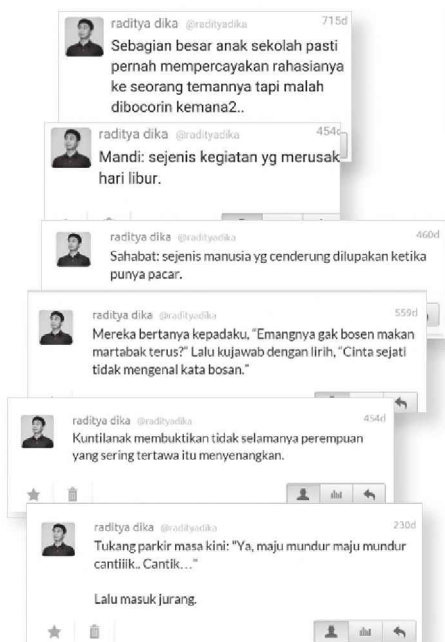 raditya dika @radityadika 715d
Sebagian besar anak sekolah pasti
pernah mempercayakan rahasianya
ke seorang temannya tapi malah
dibocorin kemana2..
raditya dika @radityadika 454d
Mandi: sejenis kegiatan yg merusak
hari libur.
raditya dika @radityadika 460d
Sahabat: sejenis manusia yg cenderung dilupakan ketika
punya pacar.
raditya dika @radityadika 559d
Mereka bertanya kepadaku, "Emangnya gak bosen makan
martabak terus?" Lalu kujawab dengan lirih, "Cinta sejati
tidak mengenal kata bosan."
raditya dika @radityadika 454d
Kuntilanak membuktikan tidak selamanya perempuan
yang sering tertawa itu menyenangkan.
raditya dika @radityadika 230d
Tukang parkir masa kini: "Ya, maju mundur maju mundur
cantiiik.. Cantik..."
Lalu masuk jurang.